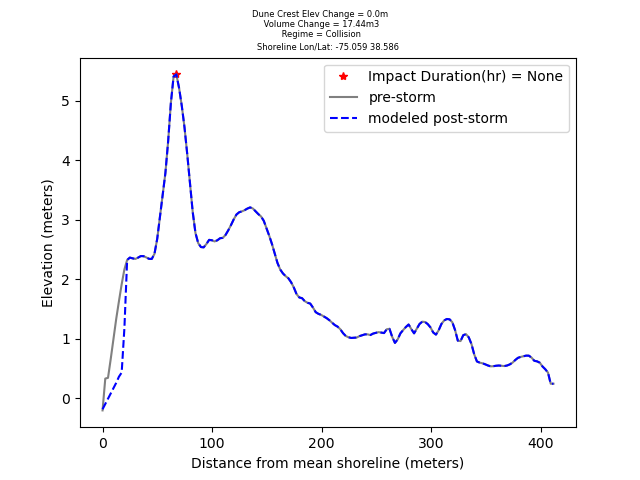 Dune Crest Elev Change = 0.0m
Volume Change = 17.44m3
Regime = Collision
Shoreline Lon/Lat: -75.059 38.586
Impact Duration(hr) = None
pre-storm
modeled post-storm
Elevation (meters)
5
4
3
2
1
0
0 100 200 300 400
Distance from mean shoreline (meters)